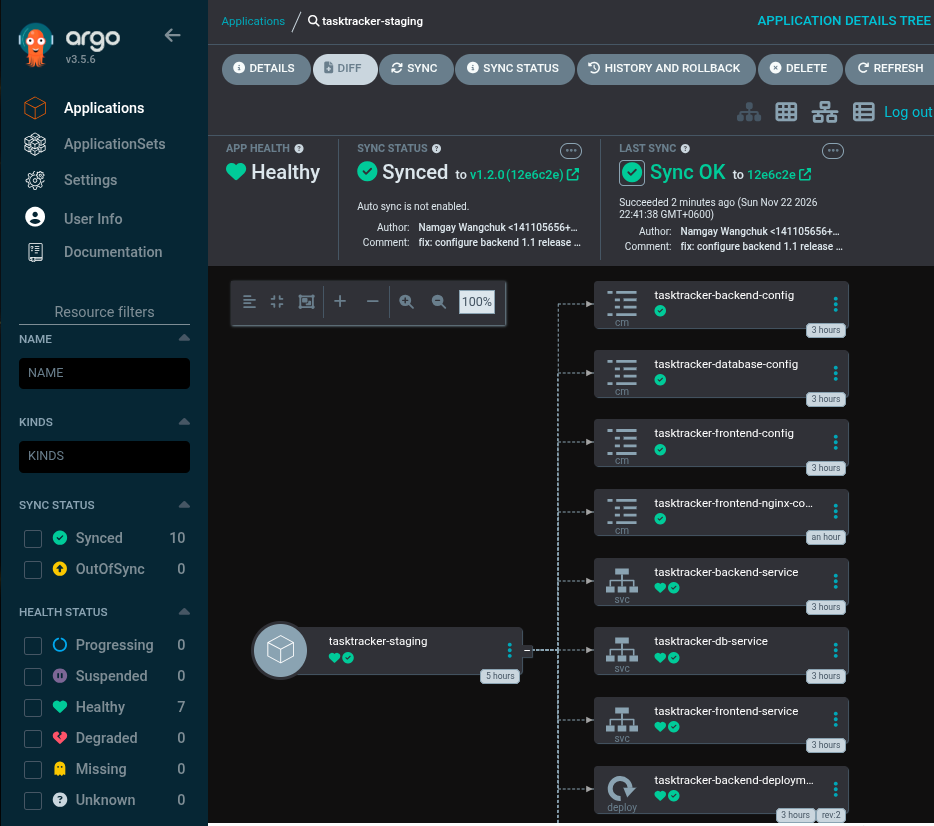 argo
v3.5.6
Applications
ApplicationSets
Settings
User Info
Documentation
Resource filters
NAME
NAME
KINDS
KINDS
SYNC STATUS
Synced 10
OutOfSync 0
HEALTH STATUS
Progressing 0
Suspended 0
Healthy 7
Degraded 0
Missing 0
Unknown 0
Applications / tasktracker-staging
APPLICATION DETAILS TREE
DETAILS DIFF SYNC SYNC STATUS HISTORY AND ROLLBACK DELETE REFRESH
Log out
APP HEALTH
Healthy
SYNC STATUS
Synced to v1.2.0 (12e6c2e)
Auto sync is not enabled.
Author: Namgay Wangchuk <141105656+...
Comment: fix: configure backend 1.1 release ...
LAST SYNC
Sync OK to 12e6c2e
Succeeded 2 minutes ago (Sun Nov 22 2026
22:41:38 GMT+0600)
Author: Namgay Wangchuk <141105656+...
Comment: fix: configure backend 1.1 release ...
100%
tasktracker-staging
5 hours
tasktracker-backend-config
cm
3 hours
tasktracker-database-config
cm
3 hours
tasktracker-frontend-config
cm
3 hours
tasktracker-frontend-nginx-co...
cm
an hour
tasktracker-backend-service
svc
3 hours
tasktracker-db-service
svc
3 hours
tasktracker-frontend-service
svc
3 hours
tasktracker-backend-deploym...
deploy
3 hours rev:2